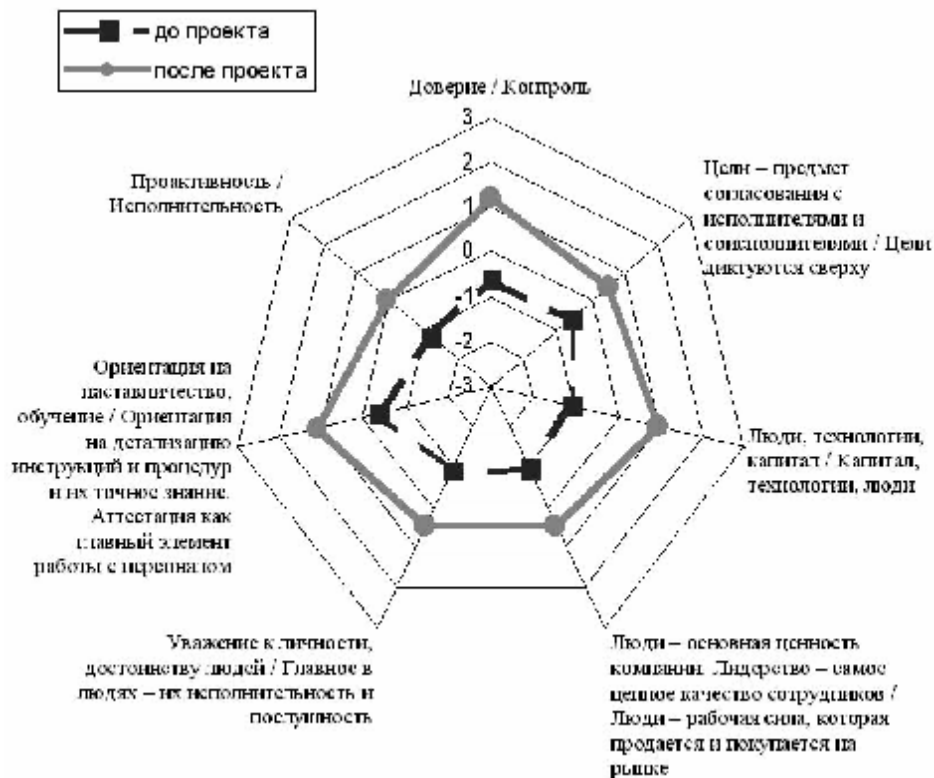 до проекта
после проекта
Доверие / Контроль
3
2
1
0
-1
-2
-3
Цели – предмет
согласования с
исполнителями и
соисполнителями / Цели
диктуются сверху
Люди, технологии,
капитал / Капитал,
технологии, люди
Люди – основная ценность
компании. Лидерство – самое
ценное качество сотрудников /
Люди – рабочая сила, которая
продается и покупается на
рынке
Уважение к личности,
достоинству людей / Главное в
людях – их исполнительность и
послушность
Ориентация на
наставничество,
обучение / Ориентация
на детализацию
инструкций и процедур
и их точное знание.
Аттестация как
главный элемент
работы с персоналом
Проактивность /
Исполнительность